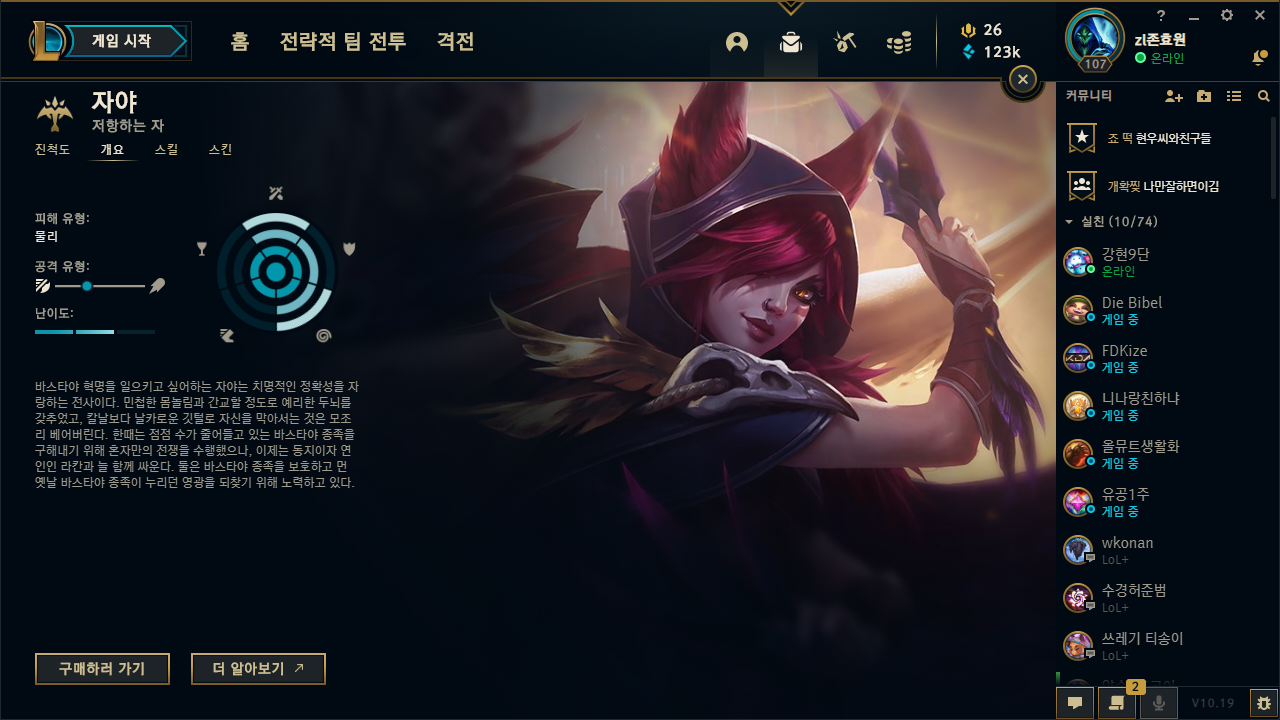 게임 시작
홈
전략적 팀 전투
격전
26
123k
107
zl존효원
온라인
자야
저항하는 자
진척도
개요
스킬
스킨
피해 유형:
물리
공격 유형:
난이도:
바스타야 혁명을 일으키고 싶어하는 자야는 치명적인 정확성을 자
랑하는 전사이다. 민첩한 몸놀림과 간교할 정도로 예리한 두뇌를
갖추었고, 칼날보다 날카로운 깃털로 자신을 막아서는 것은 모조
리 베어버린다. 한때는 점점 수가 줄어들고 있는 바스타야 종족을
구해내기 위해 혼자만의 전쟁을 수행했으나, 이제는 동지이자 연
인인 라칸과 늘 함께 싸운다. 둘은 바스타야 종족을 보호하고 먼
옛날 바스타야 종족이 누리던 영광을 되찾기 위해 노력하고 있다.
구매하러 가기
더 알아보기
커뮤니티
죠 떡 현우씨와친구들
개확찢 나만잘하면이김
실친 (10/74)
강현9단
온라인
Die Bibel
게임 중
FDKize
게임 중
니나랑친하냐
게임 중
올뮤트생활화
게임 중
유공1주
게임 중
wkonan
LoL+
수경허준범
LoL+
쓰레기 티송이
LoL+
2
V10.19